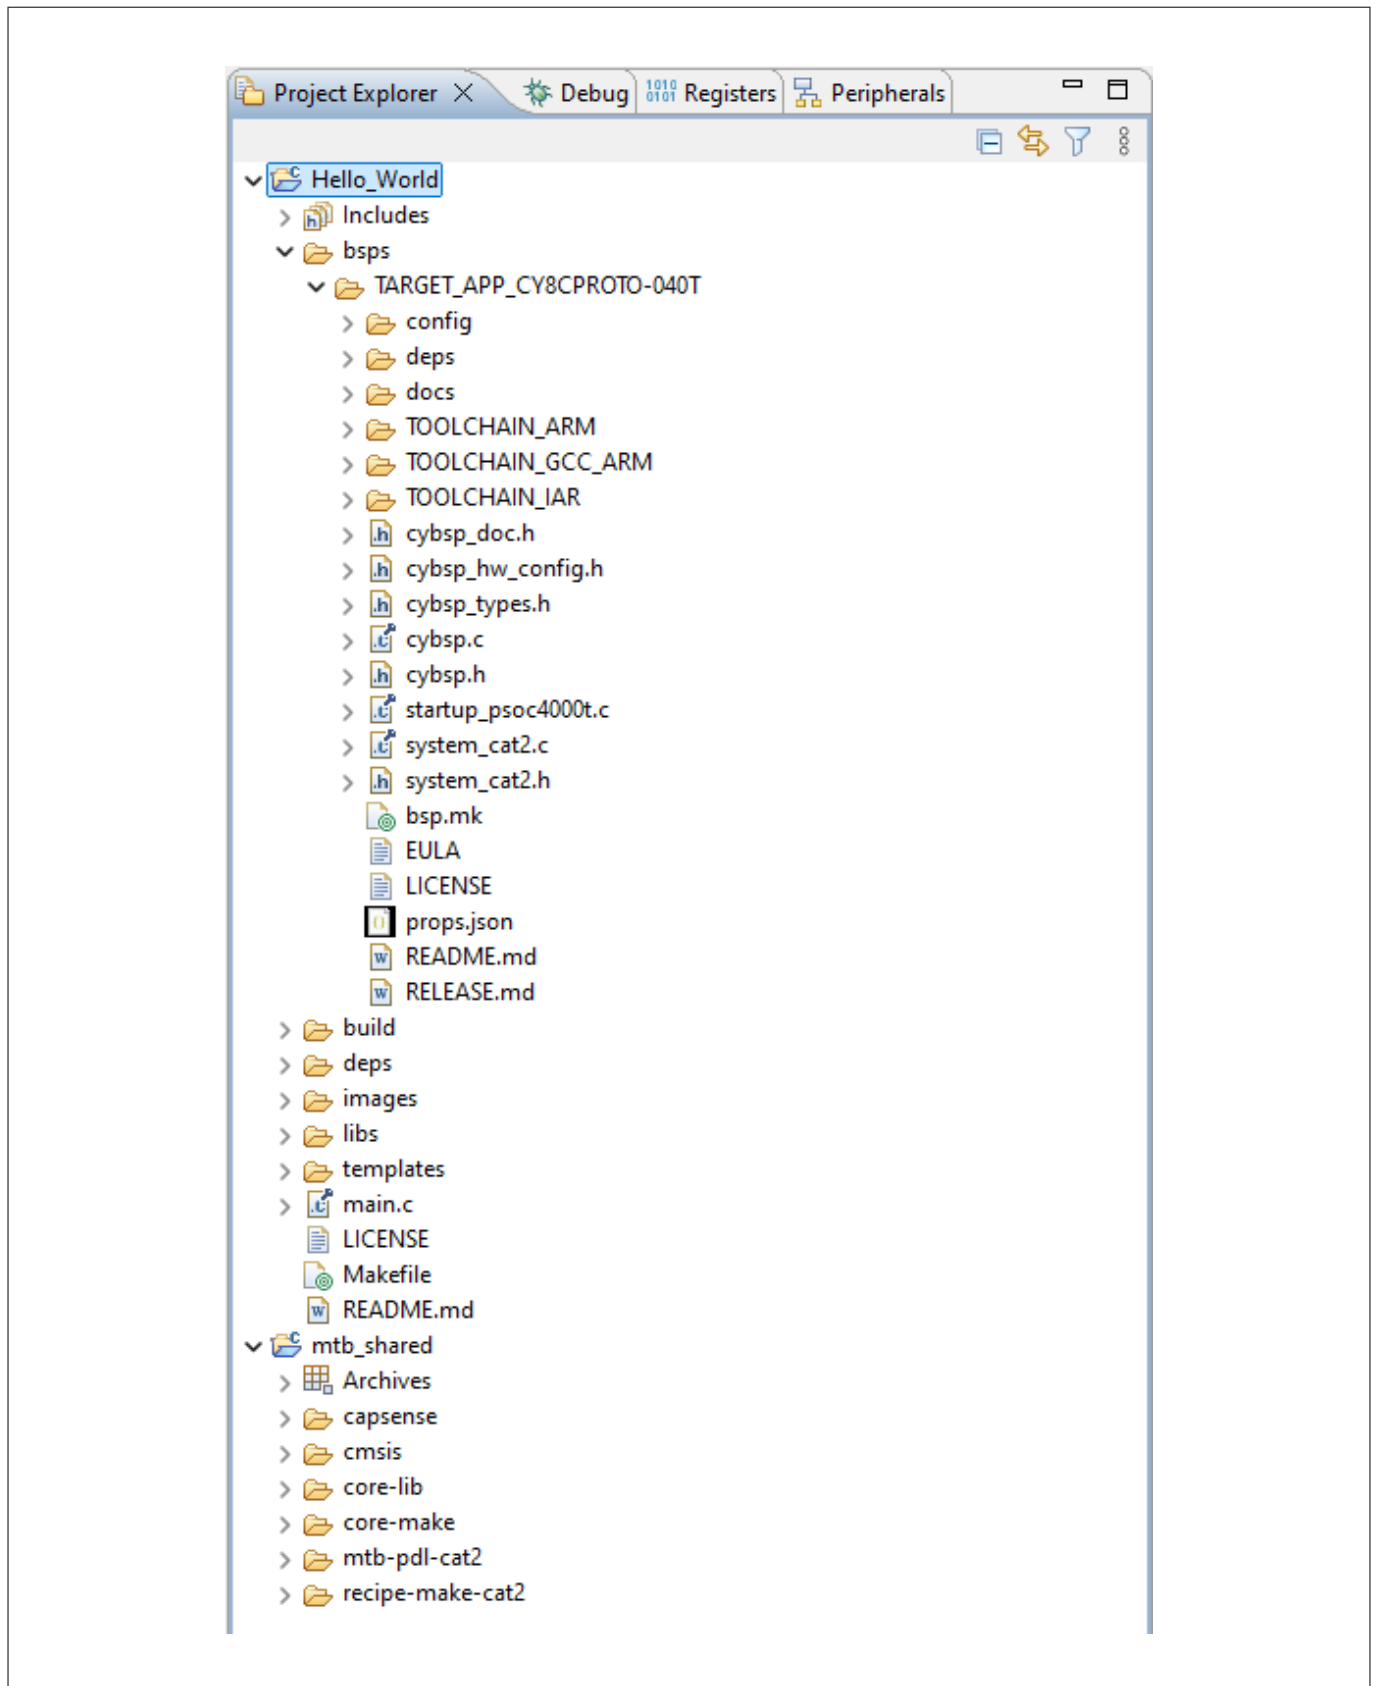 Project Explorer Debug Registers Peripherals
Hello_World
Includes
bsps
TARGET_APP_CY8CPROTO-040T
config
deps
docs
TOOLCHAIN_ARM
TOOLCHAIN_GCC_ARM
TOOLCHAIN_IAR
cybsp_doc.h
cybsp_hw_config.h
cybsp_types.h
cybsp.c
cybsp.h
startup_psoc4000t.c
system_cat2.c
system_cat2.h
bsp.mk
EULA
LICENSE
props.json
README.md
RELEASE.md
build
deps
images
libs
templates
main.c
LICENSE
Makefile
README.md
mtb_shared
Archives
capsense
cmsis
core-lib
core-make
mtb-pdl-cat2
recipe-make-cat2